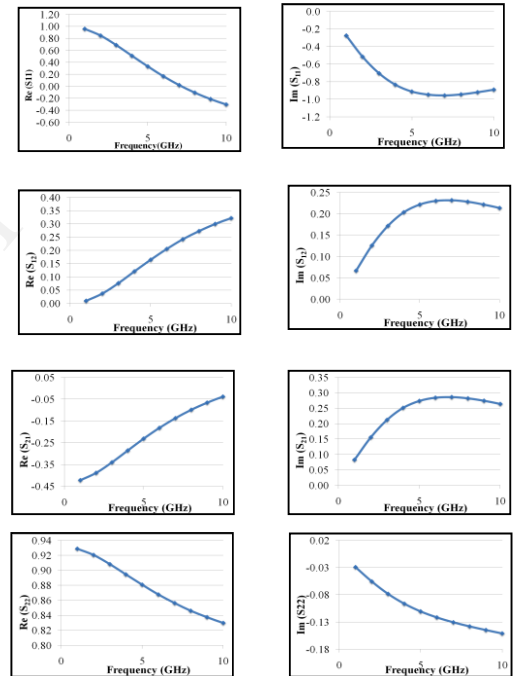 1.20
1.00
0.80
0.60
0.40
0.20
0.00
-0.20
-0.40
-0.60
Re (S11)
0 5 10
Frequency(GHz)
0.0
-0.2
-0.4
-0.6
-0.8
-1.0
-1.2
Im (S11)
0 5 10
Frequency (GHz)
0.40
0.35
0.30
0.25
0.20
0.15
0.10
0.05
0.00
Re (S12)
0 5 10
Frequency (GHz)
0.25
0.20
0.15
0.10
0.05
0.00
Im (S12)
0 5 10
Frequency (GHz)
0.05
-0.05
-0.15
-0.25
-0.35
-0.45
Re (S21)
0 5 10
Frequency (GHz)
0.35
0.30
0.25
0.20
0.15
0.10
0.05
0.00
Im (S21)
0 5 10
Frequency (GHz)
0.94
0.92
0.90
0.88
0.86
0.84
0.82
0.80
Re (S22)
0 5 10
Frequency (GHz)
0.02
-0.03
-0.08
-0.13
-0.18
Im (S22)
0 5 10
Frequency (GHz)